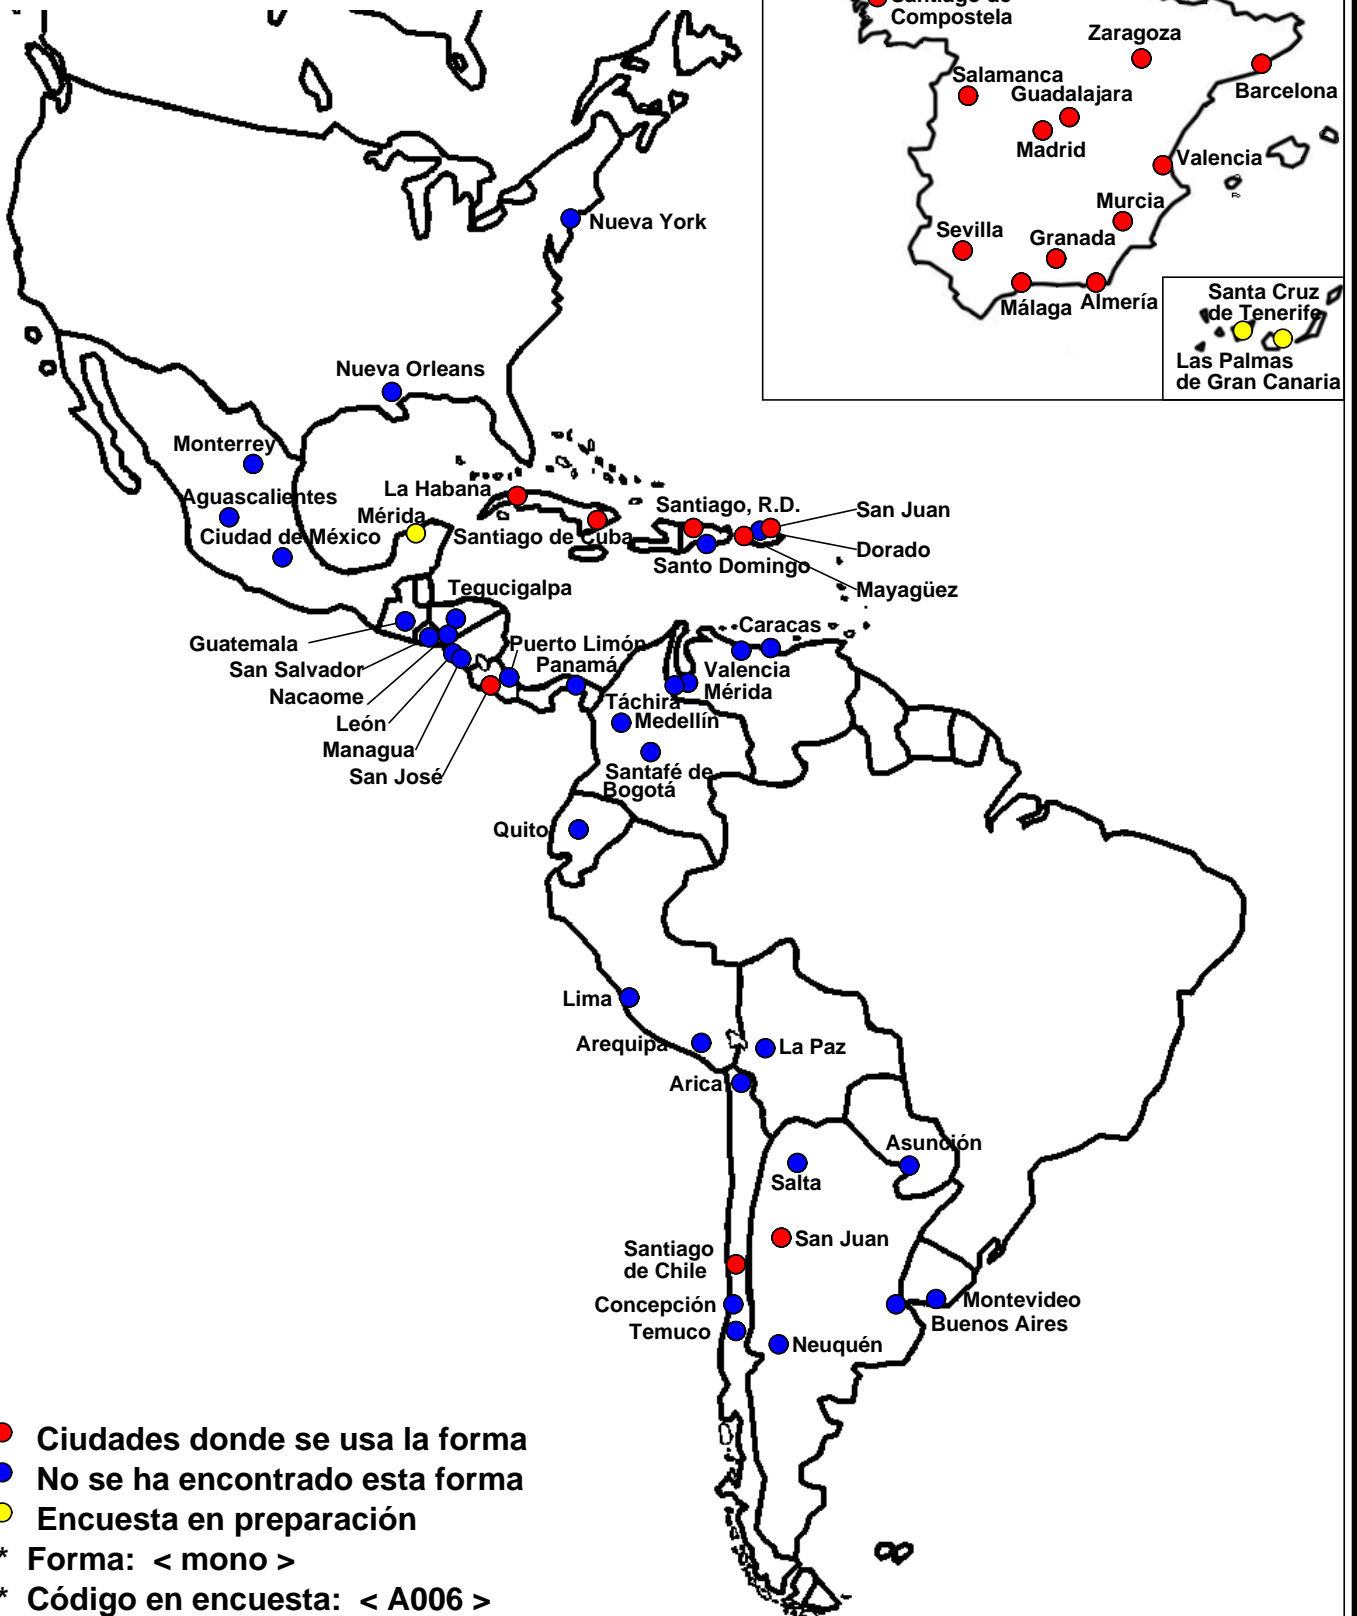 Santiago de
Compostela
Zaragoza
Salamanca
Guadalajara
Barcelona
Madrid
Valencia
Murcia
Sevilla
Granada
Málaga
Almería
Santa Cruz
de Tenerife
Las Palmas
de Gran Canaria
Nueva York
Nueva Orleans
Monterrey
Aguascalientes
La Habana
Mérida
Ciudad de México
Santiago de Cuba
Santiago, R.D.
San Juan
Dorado
Santo Domingo
Mayagüez
Tegucigalpa
Guatemala
San Salvador
Nacaome
León
Managua
San José
Puerto Limón
Panamá
Caracas
Valencia
Mérida
Táchira
Medellín
Santafé de
Bogotá
Quito
Lima
Arequipa
La Paz
Arica
Asunción
Salta
San Juan
Santiago
de Chile
Concepción
Temuco
Montevideo
Buenos Aires
Neuquén
Ciudades donde se usa la forma
No se ha encontrado esta forma
Encuesta en preparación
* Forma: < mono >
* Código en encuesta: < A006 >